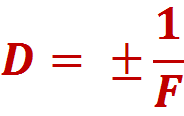 D = ± 1/F